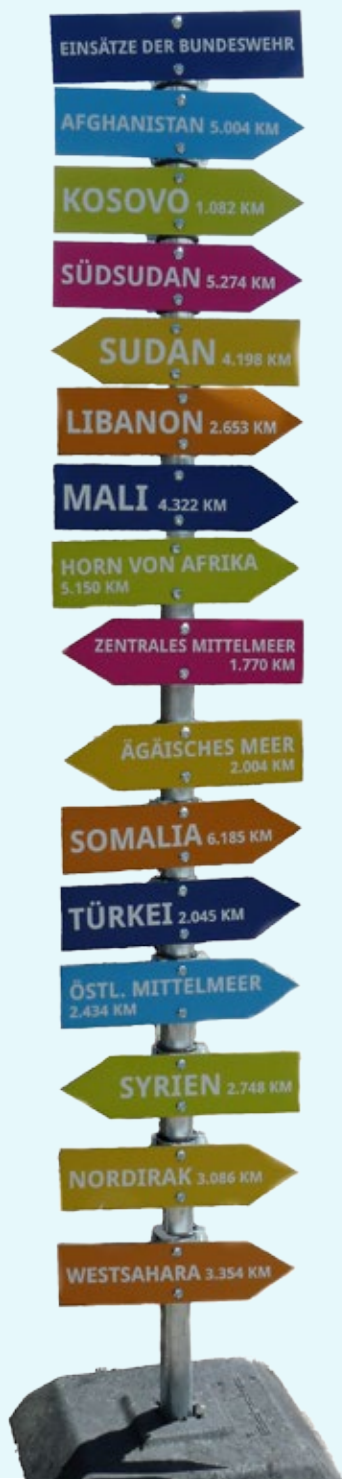 EINSÄTZE DER BUNDESWEHR
AFGHANISTAN 5.004 KM
KOSOVO 1.082 KM
SÜDSUDAN 5.274 KM
SUDAN 4.198 KM
LIBANON 2.653 KM
MALI 4.322 KM
HORN VON AFRIKA
5.150 KM
ZENTRALES MITTELMEER
1.770 KM
ÄGÄISCHES MEER
2.004 KM
SOMALIA 6.185 KM
TÜRKEI 2.045 KM
ÖSTL. MITTELMEER
2.434 KM
SYRIEN 2.748 KM
NORDIRAK 3.086 KM
WESTSAHARA 3.354 KM